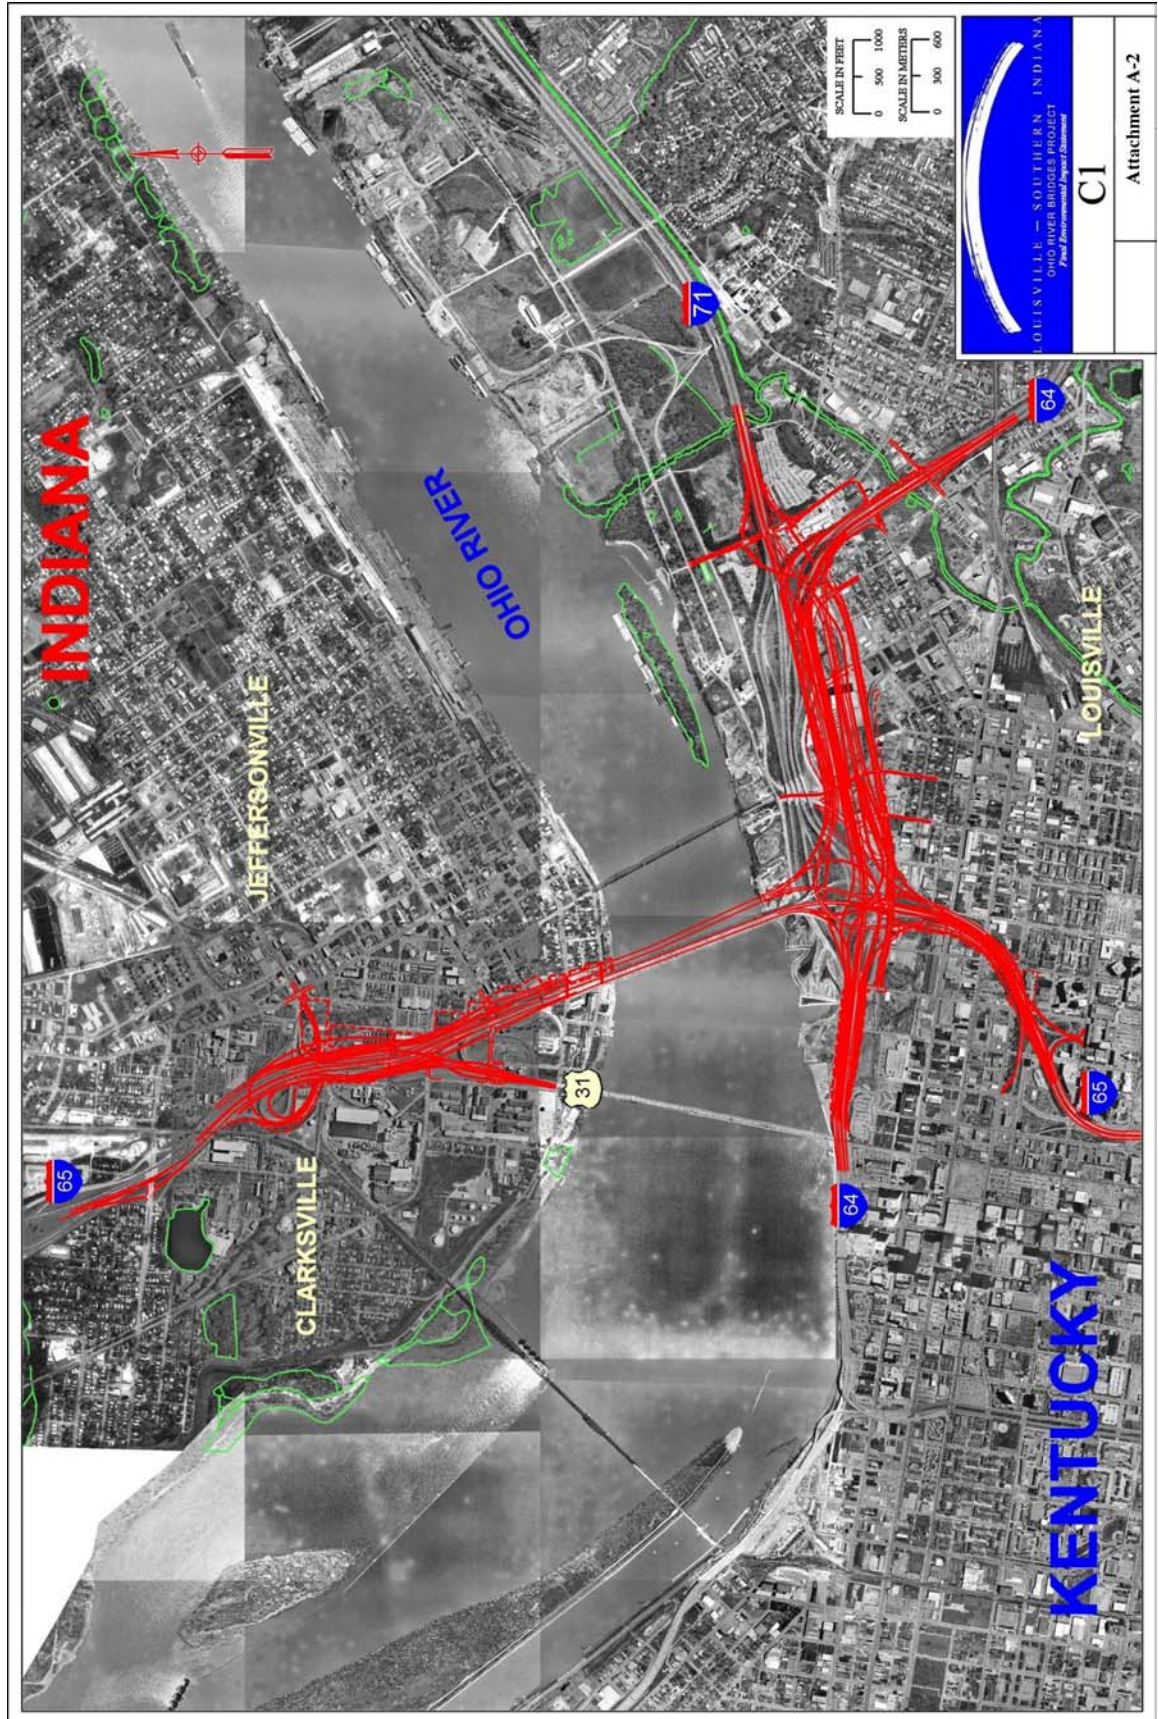 INDIANA
JEFFERSONVILLE
CLARKSVILLE
OHIO RIVER
KENTUCKY
LOUISVILLE
65
31
64
65
71
64
SCALE IN FEET
0 500 1000
SCALE IN METERS
0 300 600
LOUISVILLE – SOUTHERN INDIANA
OHIO RIVER BRIDGES PROJECT
Final Environmental Impact Statement
C1
Attachment A-2